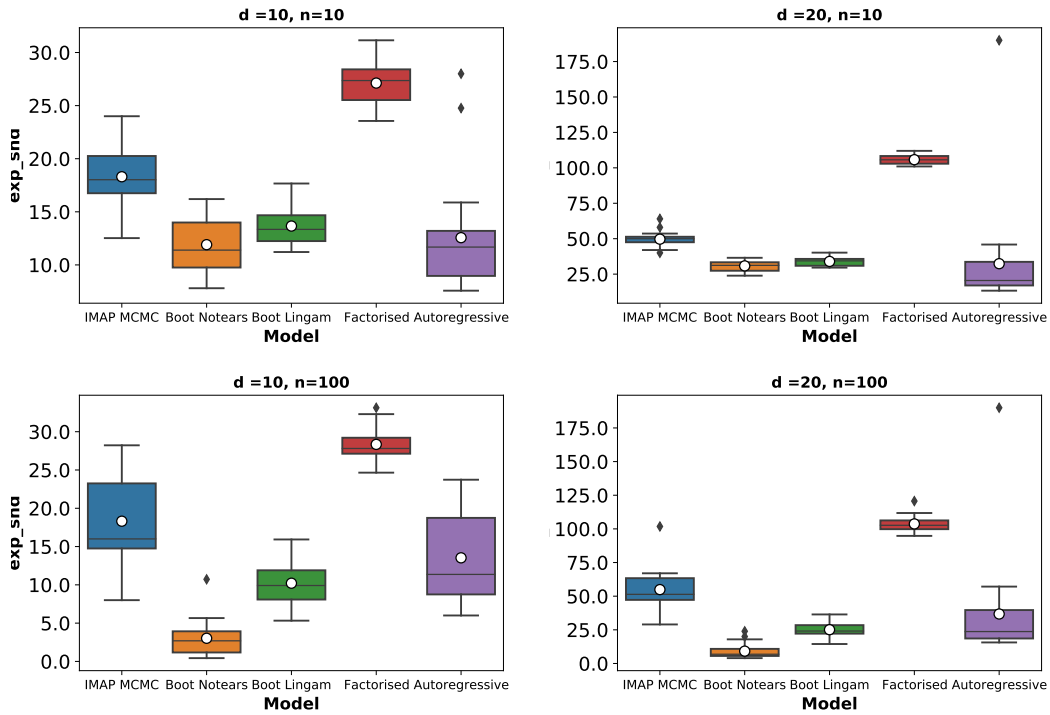 d =10, n=10
30.0
25.0
20.0
15.0
10.0
IMAP MCMC Boot Notears Boot Lingam Factorised Autoregressive
Model
d =20, n=10
175.0
150.0
125.0
100.0
75.0
50.0
25.0
IMAP MCMC Boot Notears Boot Lingam Factorised Autoregressive
Model
d =10, n=100
30.0
25.0
20.0
15.0
10.0
5.0
0.0
IMAP MCMC Boot Notears Boot Lingam Factorised Autoregressive
Model
d =20, n=100
175.0
150.0
125.0
100.0
75.0
50.0
25.0
0.0
IMAP MCMC Boot Notears Boot Lingam Factorised Autoregressive
Model